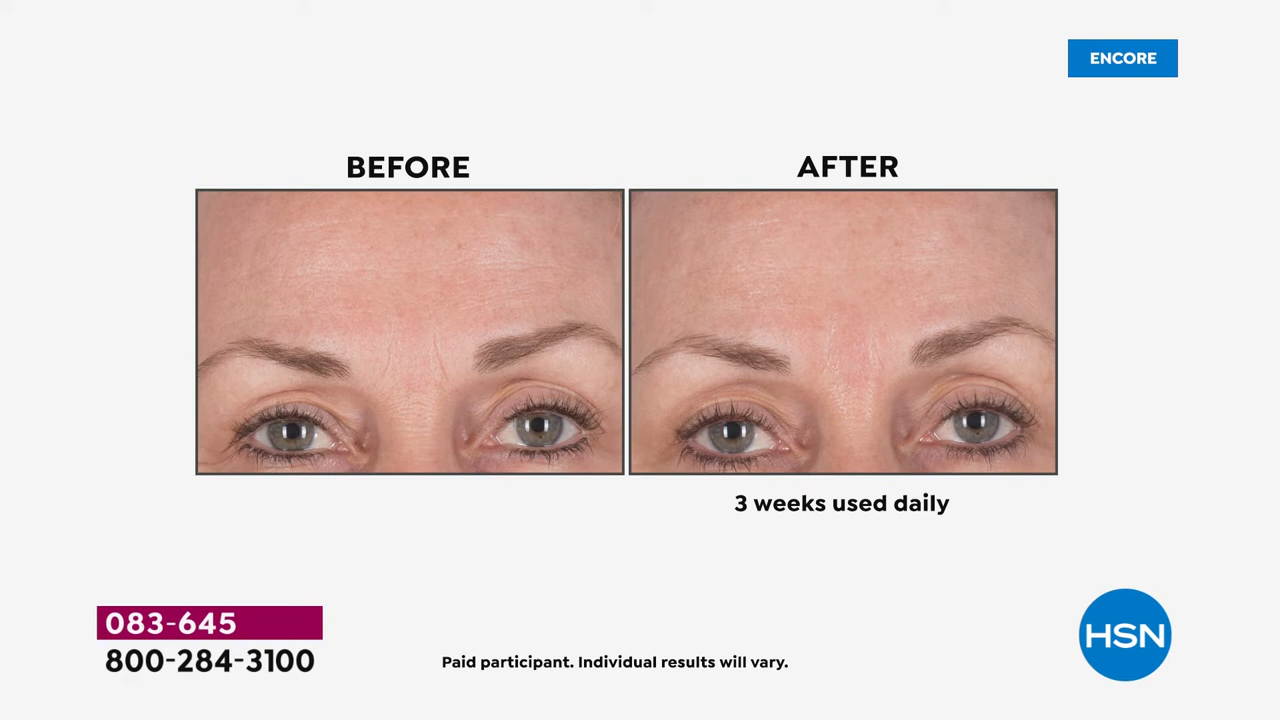 ENCORE
BEFORE
AFTER
3 weeks used daily
083-645
800-284-3100
Paid participant. Individual results will vary.
HSN